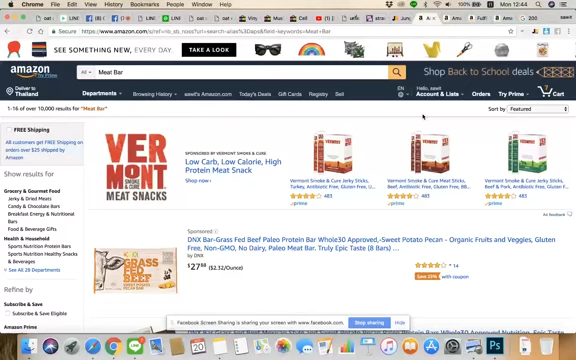 Chrome File Edit View History Bookmarks People Window Help
Mon 12:44
https://www.amazon.com/s/ref=nb_sb_noss?url=search-alias%3Daps&field-keywords=Meat+Bar
SEE SOMETHING NEW, EVERY DAY
TAKE A LOOK
amazon
Try Prime
All
Meat Bar
Shop Back to School deals
Deliver to
Thailand
Departments
Browsing History
sawit's Amazon.com
Today's Deals
Gift Cards
Registry
Sell
EN
Hello, sawit
Account & Lists
Orders
Try Prime
Cart
1-16 of over 10,000 results for "Meat Bar"
Sort by Featured
FREE Shipping
All customers get FREE Shipping on orders over $25 shipped by Amazon
Show results for
Grocery & Gourmet Food
Jerky & Dried Meats
Candy & Chocolate Bars
Breakfast Energy & Nutritional Bars
Food & Beverage Gifts
Health & Household
Sports Nutrition Protein Bars
Sports Nutrition Healthy Snacks & Beverages
See All 28 Departments
Refine by
Subscribe & Save
Subscribe & Save Eligible
Amazon Prime
VERMONT
MEAT SNACKS
SPONSORED BY VERMONT SMOKE & CURE
Low Carb, Low Calorie, High Protein Meat Snack
Shop now ›
Vermont Smoke & Cure Jerky Sticks, Turkey, Antibiotic Free, Gluten Free, U...
483
prime
Vermont Smoke & Cure Meat Sticks, Beef, Antibiotic Free, Gluten Free, BB...
483
prime
Vermont Smoke & Cure Jerky Sticks, Beef & Pork, Antibiotic Free, Gluten F...
483
prime
Ad feedback
Sponsored
DNX Bar-Grass Fed Beef Paleo Protein Bar Whole30 Approved,-Sweet Potato Pecan - Organic Fruits and Veggies, Gluten
Free, Non-GMO, No Dairy, Paleo Meat Bar. Truly Epic Taste (8 Bars) ...
by DNX
$27.88 ($2.32/Ounce)
14
Save 25% with coupon
GRASS FED BEEF
Facebook Screen Sharing is sharing your screen with www.facebook.com.
Stop sharing
Hide